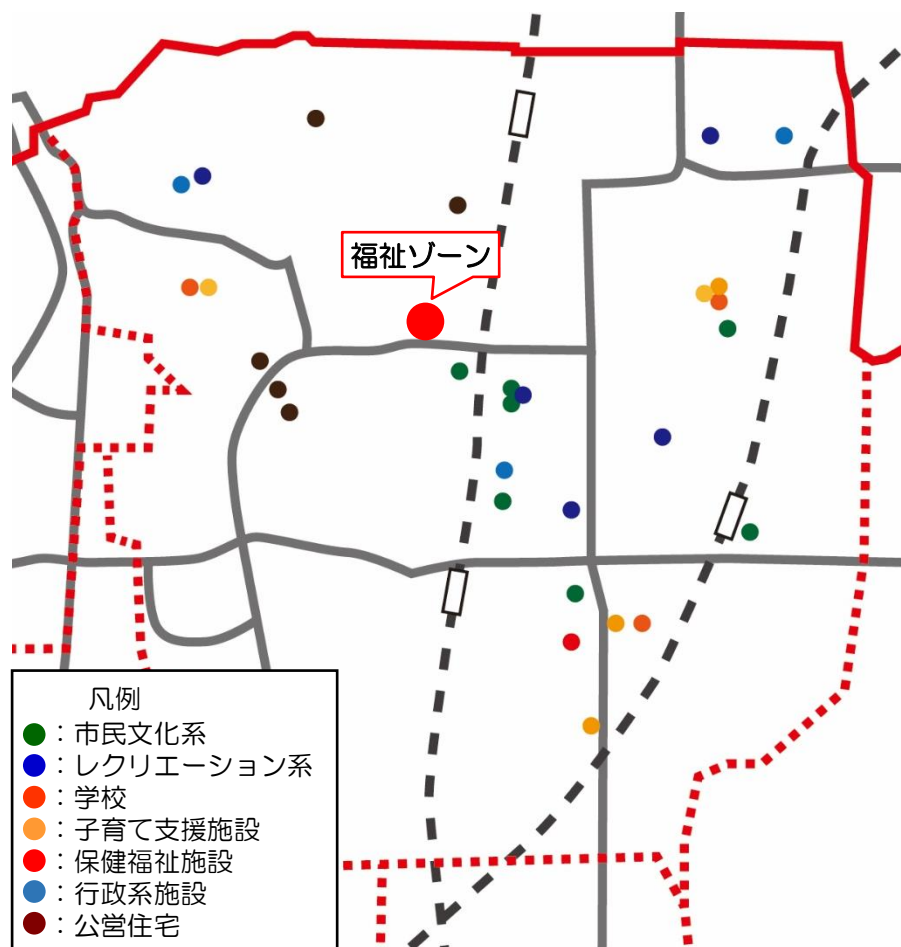 福祉ゾーン
凡例
：市民文化系
：レクリエーション系
：学校
：子育て支援施設
：保健福祉施設
：行政系施設
：公営住宅